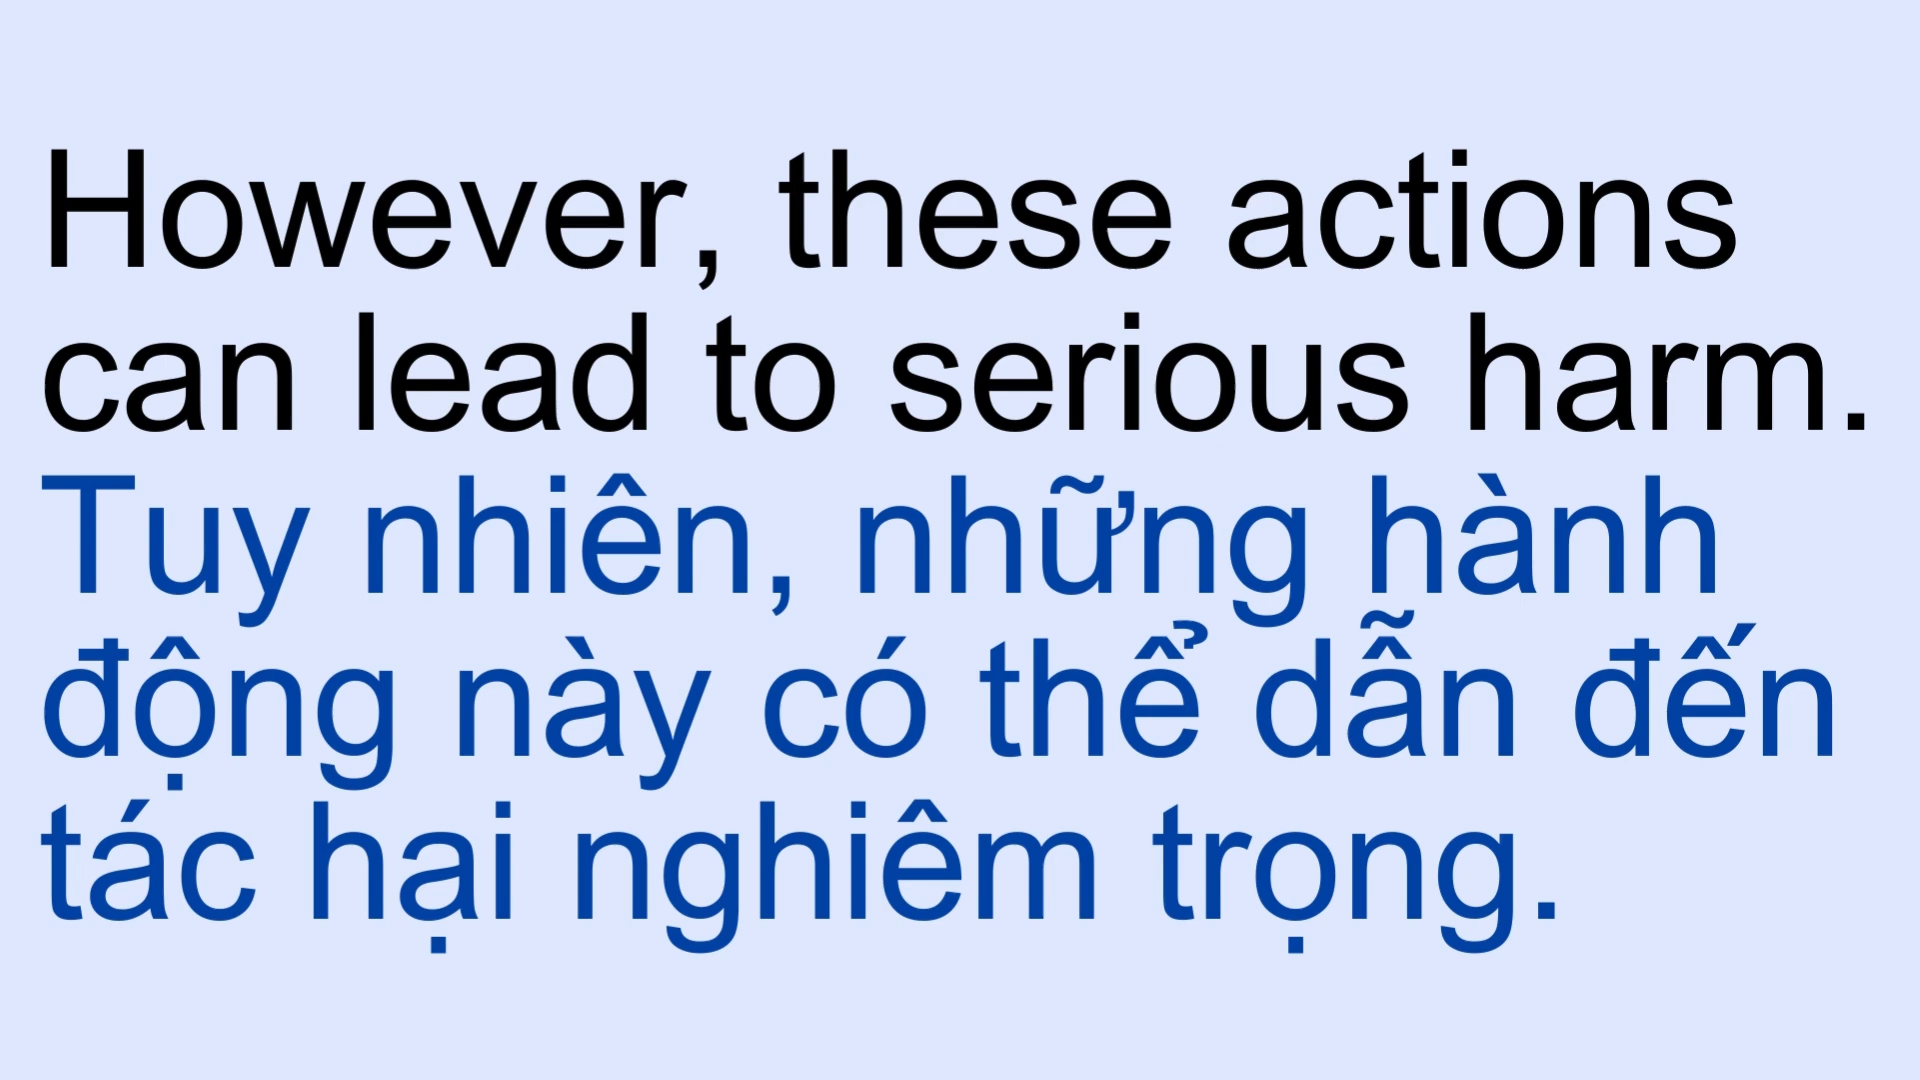 However, these actions
can lead to serious harm.
Tuy nhiên, những hành
động này có thể dẫn đến
tác hại nghiêm trọng.